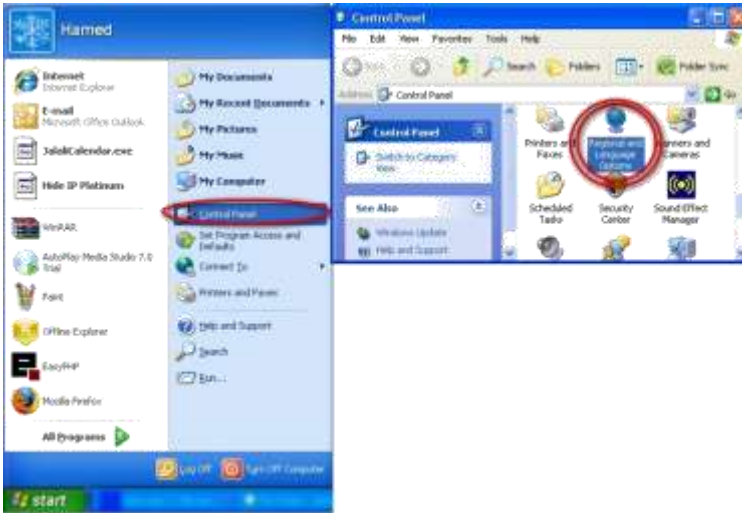 Hamed
Internet
Internet Explorer
E-mail
Microsoft Office Outlook
JalaliCalendar.exe
Hide IP Platinum
WinRAR
AutoPlay Media Studio 7.0
Trial
Paint
Offline Explorer
EasyPHP
Mozilla Firefox
All Programs
My Documents
My Recent Documents
My Pictures
My Music
My Computer
Control Panel
Set Program Access and
Defaults
Connect To
Printers and Faxes
Help and Support
Search
Run...
Log Off
Turn Off Computer
start
Control Panel
File Edit View Favorites Tools Help
Search Folders Folder Sync
Address Control Panel Go
Control Panel
Switch to Category
View
See Also
Windows Update
Help and Support
Printers and
Faxes
Regional and
Language
Options
Scanners and
Cameras
Scheduled
Tasks
Security
Center
Sound Effect
Manager